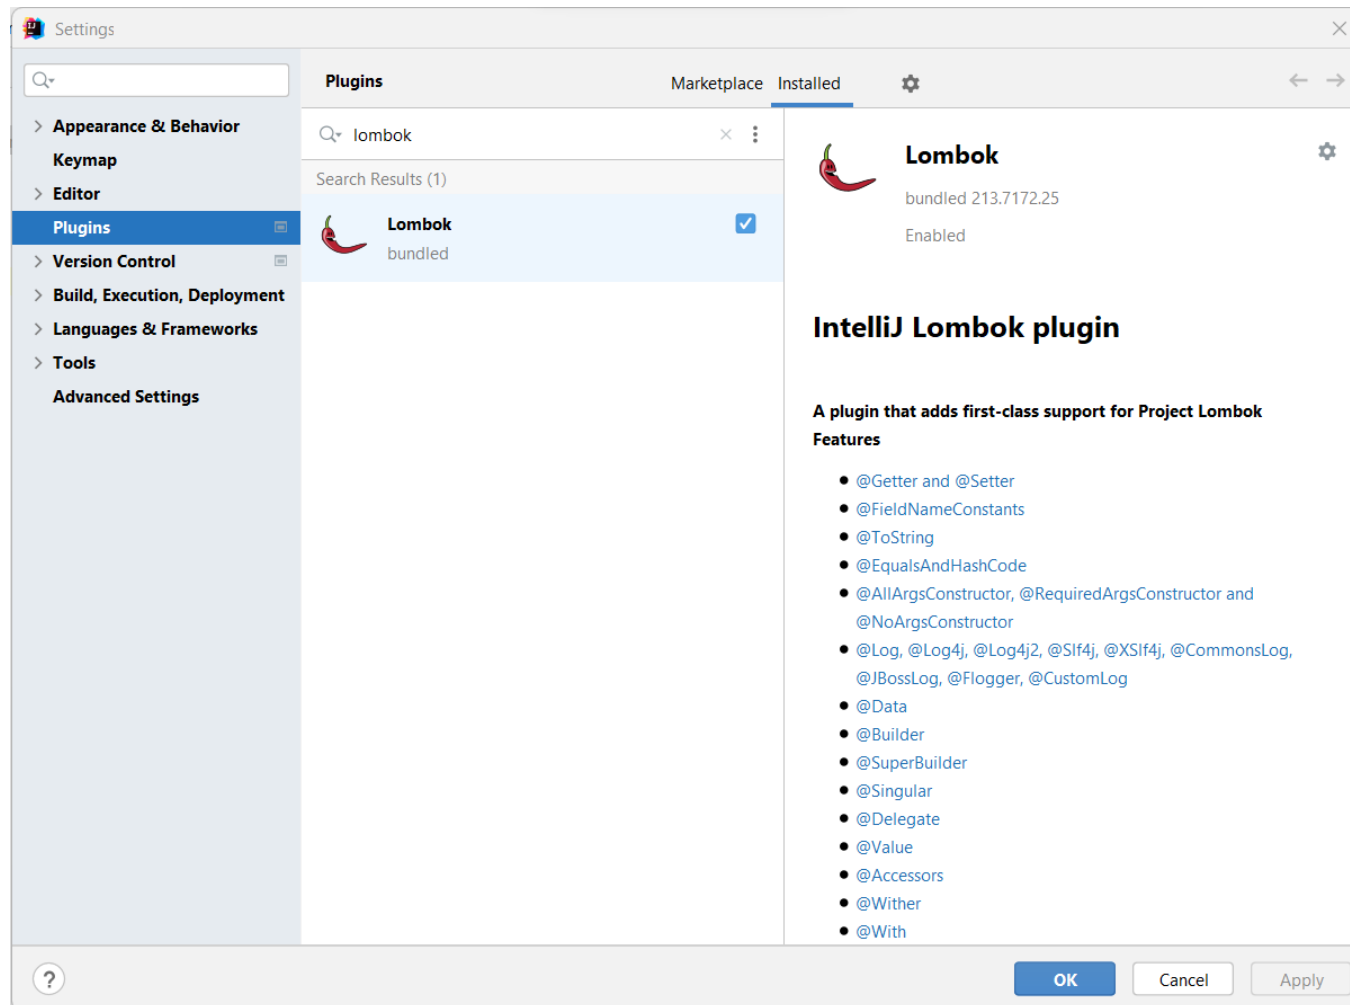 Settings
Plugins
Marketplace
Installed
Appearance & Behavior
Keymap
Editor
Plugins
Version Control
Build, Execution, Deployment
Languages & Frameworks
Tools
Advanced Settings
lombok
Search Results (1)
Lombok
bundled
Lombok
bundled 213.7172.25
Enabled
IntelliJ Lombok plugin
A plugin that adds first-class support for Project Lombok
Features
@Getter and @Setter
@FieldNameConstants
@ToString
@EqualsAndHashCode
@AllArgsConstructor, @RequiredArgsConstructor and
@NoArgsConstructor
@Log, @Log4j, @Log4j2, @Slf4j, @XSlf4j, @CommonsLog,
@JBossLog, @Flogger, @CustomLog
@Data
@Builder
@SuperBuilder
@Singular
@Delegate
@Value
@Accessors
@Wither
@With
?
OK
Cancel
Apply